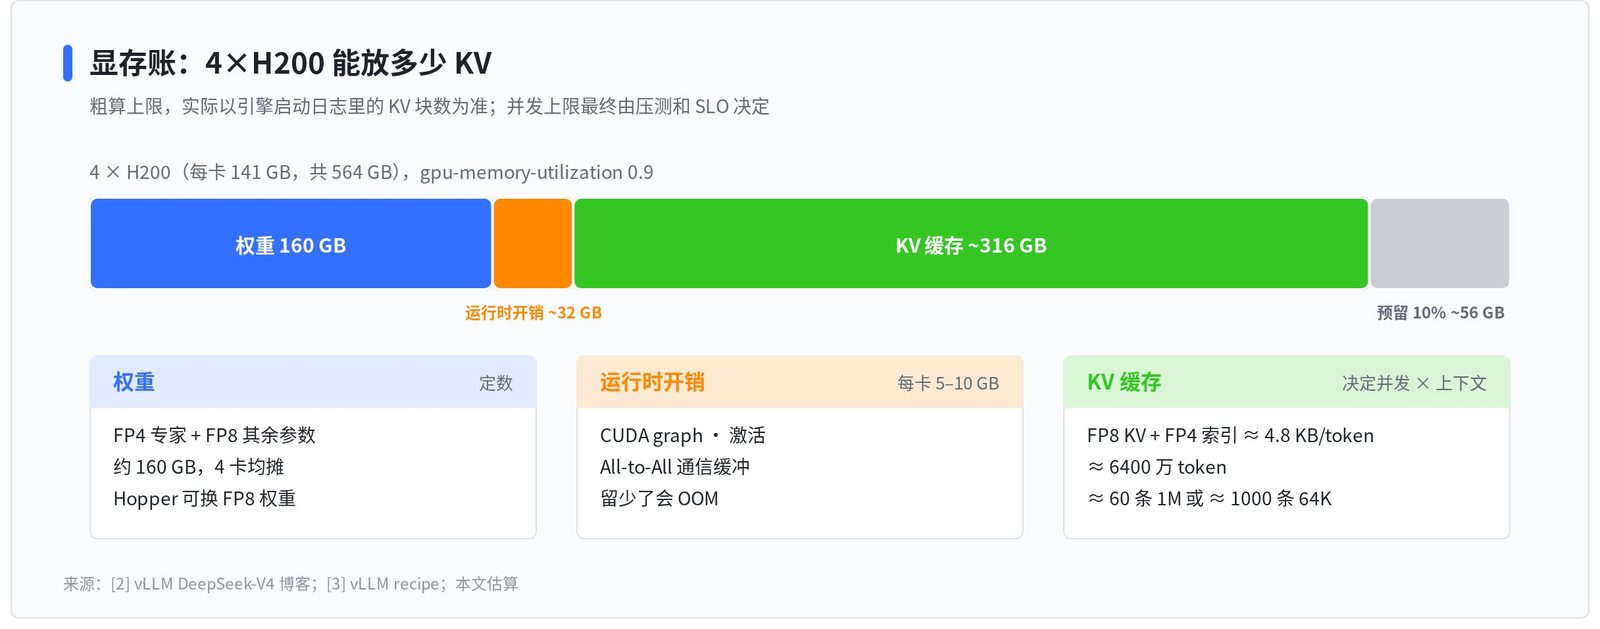 显存账：4×H200 能放多少 KV
粗算上限，实际以引擎启动日志里的 KV 块数为准；并发上限最终由压测和 SLO 决定
4 × H200（每卡 141 GB，共 564 GB），gpu-memory-utilization 0.9
权重 160 GB
KV 缓存 ~316 GB
运行时开销 ~32 GB
预留 10% ~56 GB
权重
定数
FP4 专家 + FP8 其余参数
约 160 GB，4 卡均摊
Hopper 可换 FP8 权重
运行时开销
每卡 5–10 GB
CUDA graph · 激活
All-to-All 通信缓冲
留少了会 OOM
KV 缓存
决定并发 × 上下文
FP8 KV + FP4 索引 ≈ 4.8 KB/token
≈ 6400 万 token
≈ 60 条 1M 或 ≈ 1000 条 64K
来源：[2] vLLM DeepSeek-V4 博客；[3] vLLM recipe；本文估算